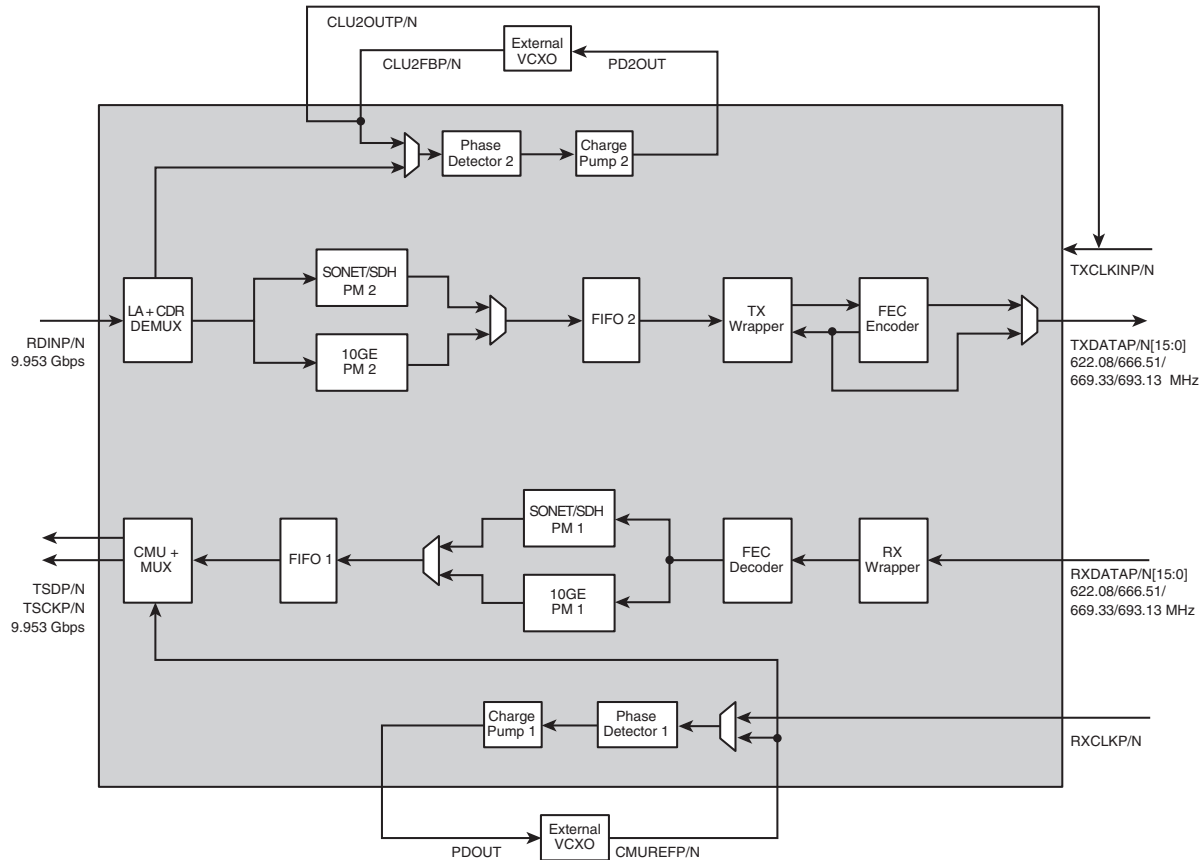 CLU2OUTP/N
External
VCXO
CLU2FBP/N
PD2OUT
Phase
Detector 2
Charge
Pump 2
TXCLKINP/N
LA + CDR
DEMUX
SONET/SDH
PM 2
10GE
PM 2
FIFO 2
TX
Wrapper
FEC
Encoder
RDINP/N
9.953 Gbps
TXDATAP/N[15:0]
622.08/666.51/
669.33/693.13 MHz
CMU +
MUX
FIFO 1
SONET/SDH
PM 1
10GE
PM 1
FEC
Decoder
RX
Wrapper
TSDP/N
TSCKP/N
9.953 Gbps
RXDATAP/N[15:0]
622.08/666.51/
669.33/693.13 MHz
Charge
Pump 1
Phase
Detector 1
RXCLKP/N
External
VCXO
PDOUT
CMUREFP/N